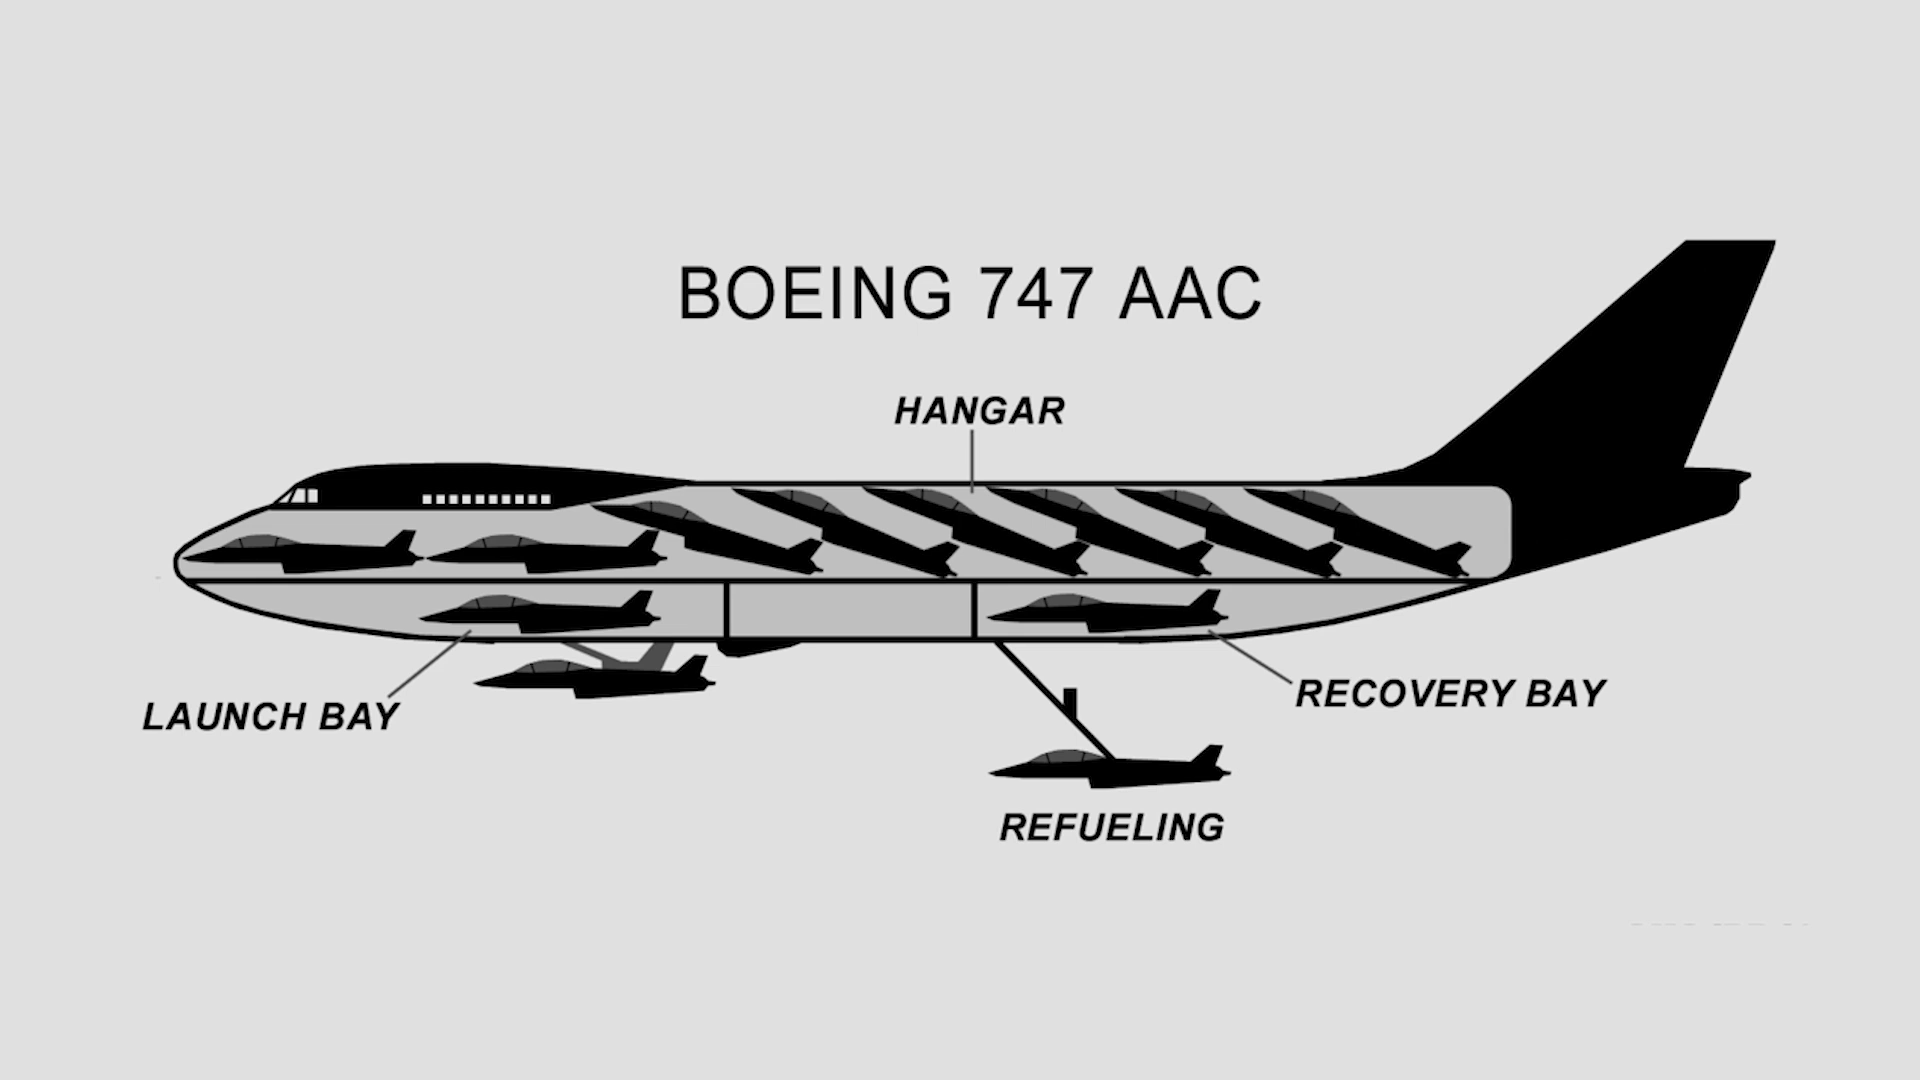 BOEING 747 AAC
HANGAR
LAUNCH BAY
RECOVERY BAY
REFUELING